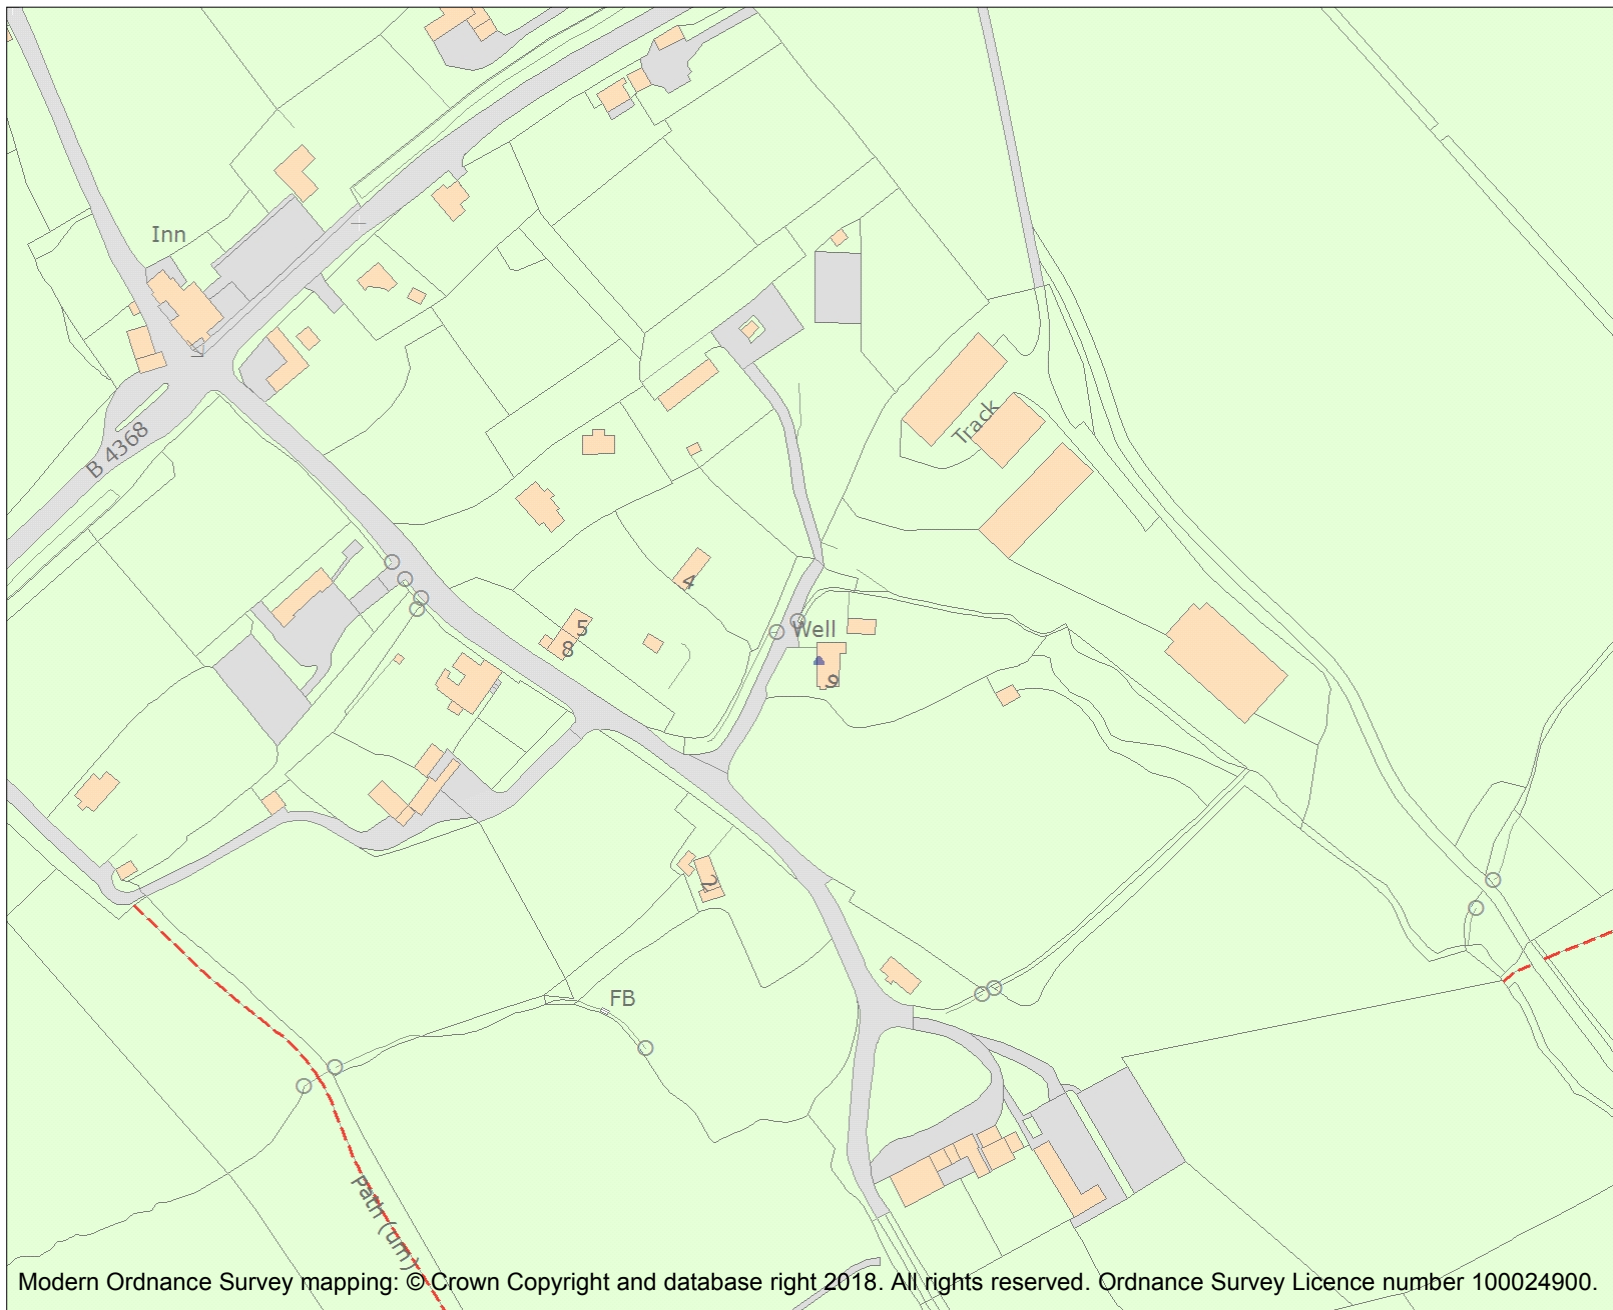 Inn
B 4368
Track
4
5
8
Well
9
2
FB
Path (um)
Modern Ordnance Survey mapping: © Crown Copyright and database right 2018. All rights reserved. Ordnance Survey Licence number 100024900.